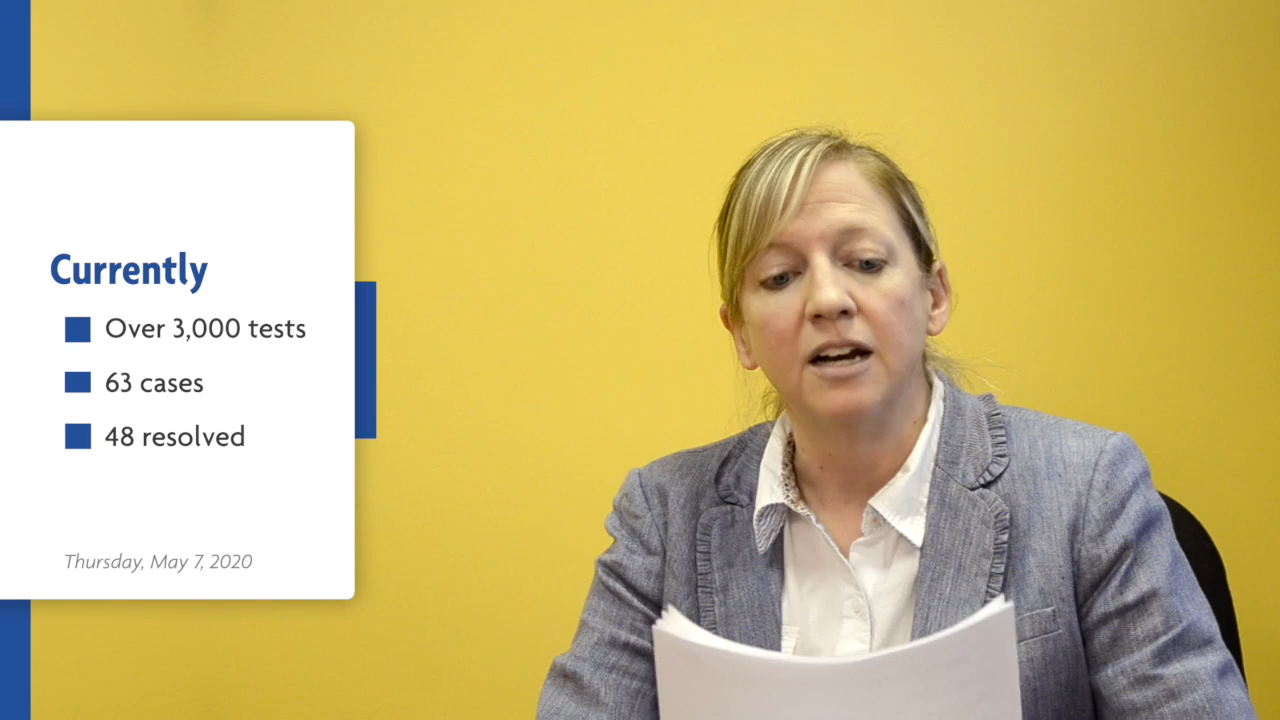 Currently
Over 3,000 tests
63 cases
48 resolved
Thursday, May 7, 2020